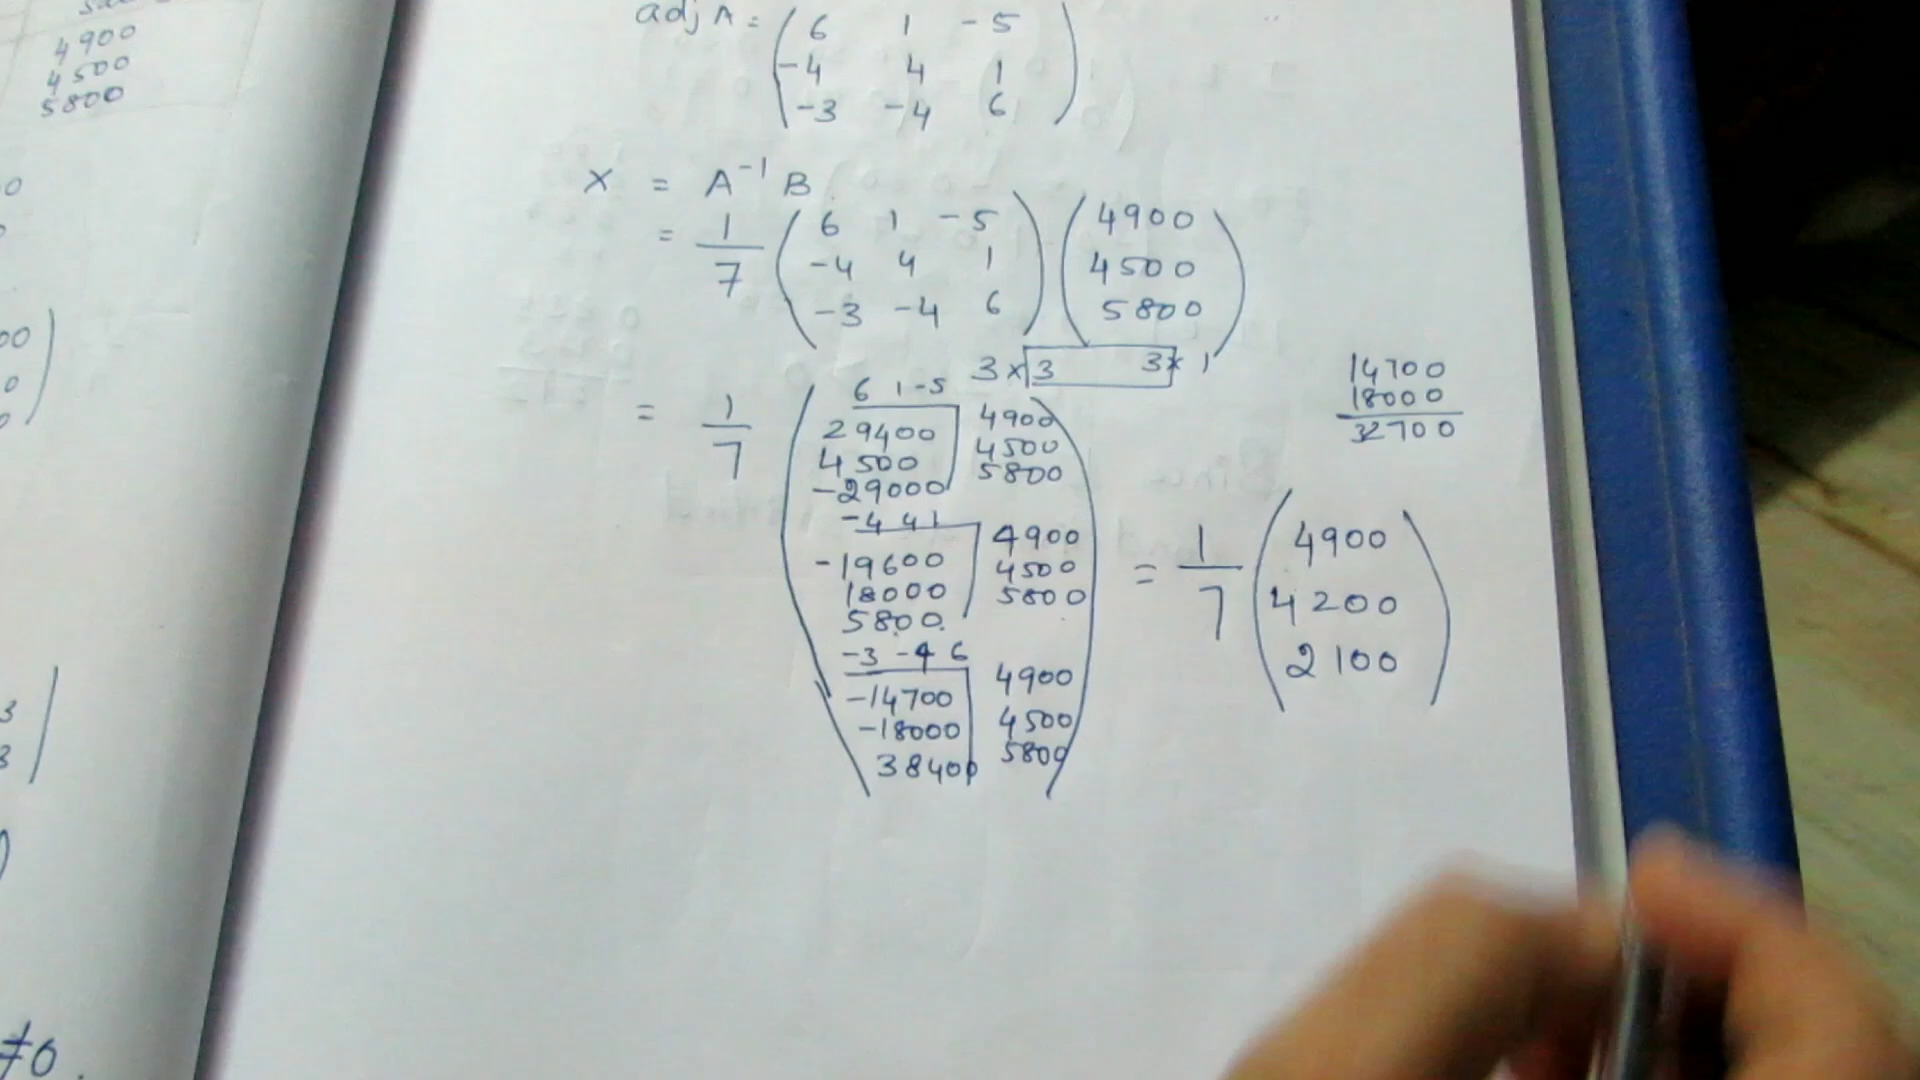 4900
4500
5800
adj A = ( 6 1 -5
-4 4 1
-3 -4 6 )
X = A⁻¹ B
= 1/7 ( 6 1 -5
-4 4 1
-3 -4 6 ) ( 4900
4500
5800 )
3 × 3 3 × 1
= 1/7 ( 6 1 -5
29400 4900
4500 4500
-29000 5800
-4 4 1
-19600 4900
18000 4500
5800 5800
-3 -4 6
-14700 4900
-18000 4500
38400 5800 )
= 1/7 ( 4900
4200
2100 )
14700
18000
32700
≠0.